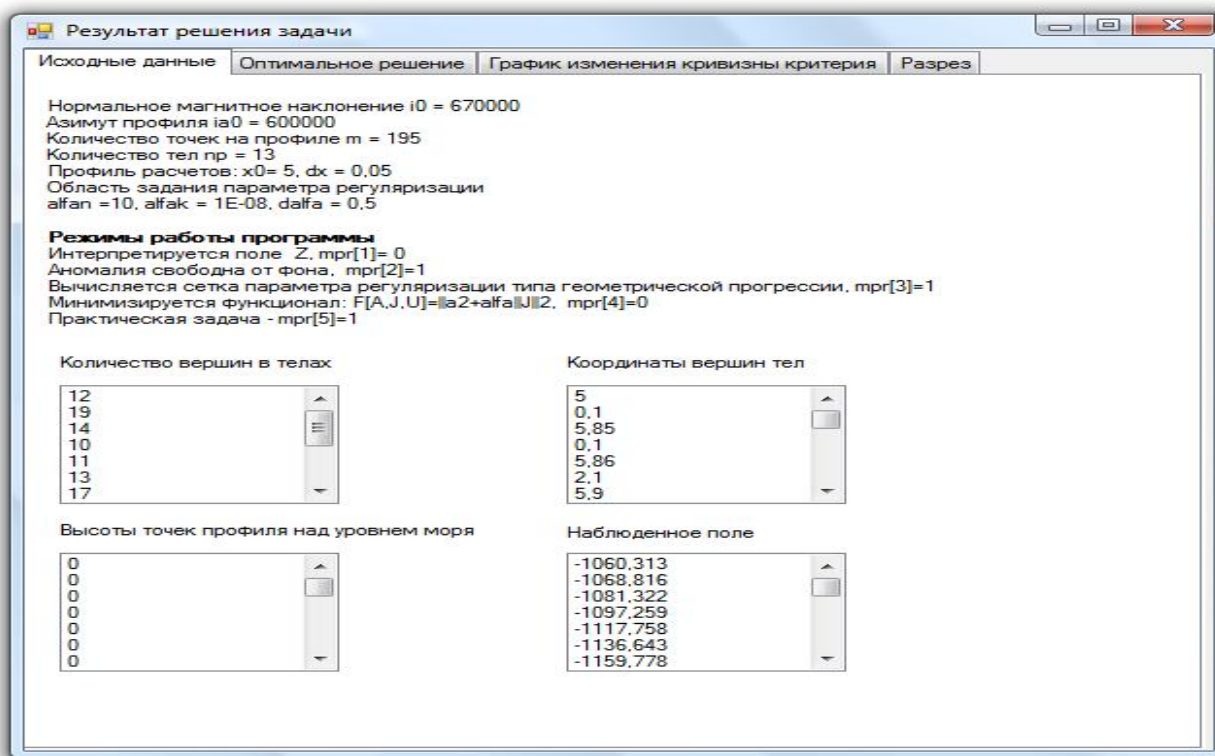 Результат решения задачи
Исходные данные Оптимальное решение График изменения кривизны критерия Разрез
Нормальное магнитное наклонение i0 = 670000
Азимут профиля ia0 = 600000
Количество точек на профиле m = 195
Количество тел np = 13
Профиль расчетов: x0= 5, dx = 0,05
Область задания параметра регуляризации
alfan =10, alfak = 1E-08, dalfa = 0,5
Режимы работы программы
Интерпретируется поле Z, mpr[1]= 0
Аномалия свободна от фона, mpr[2]=1
Вычисляется сетка параметра регуляризации типа геометрической прогрессии, mpr[3]=1
Минимизируется функционал: F[A,J,U]=||a2+alfa||J||2, mpr[4]=0
Практическая задача - mpr[5]=1
Количество вершин в телах
12
19
14
10
11
13
17
Координаты вершин тел
5
0,1
5,85
0,1
5,86
2,1
5,9
Высоты точек профиля над уровнем моря
0
0
0
0
0
0
0
Наблюденное поле
-1060,313
-1068,816
-1081,322
-1097,259
-1117,758
-1136,643
-1159,778